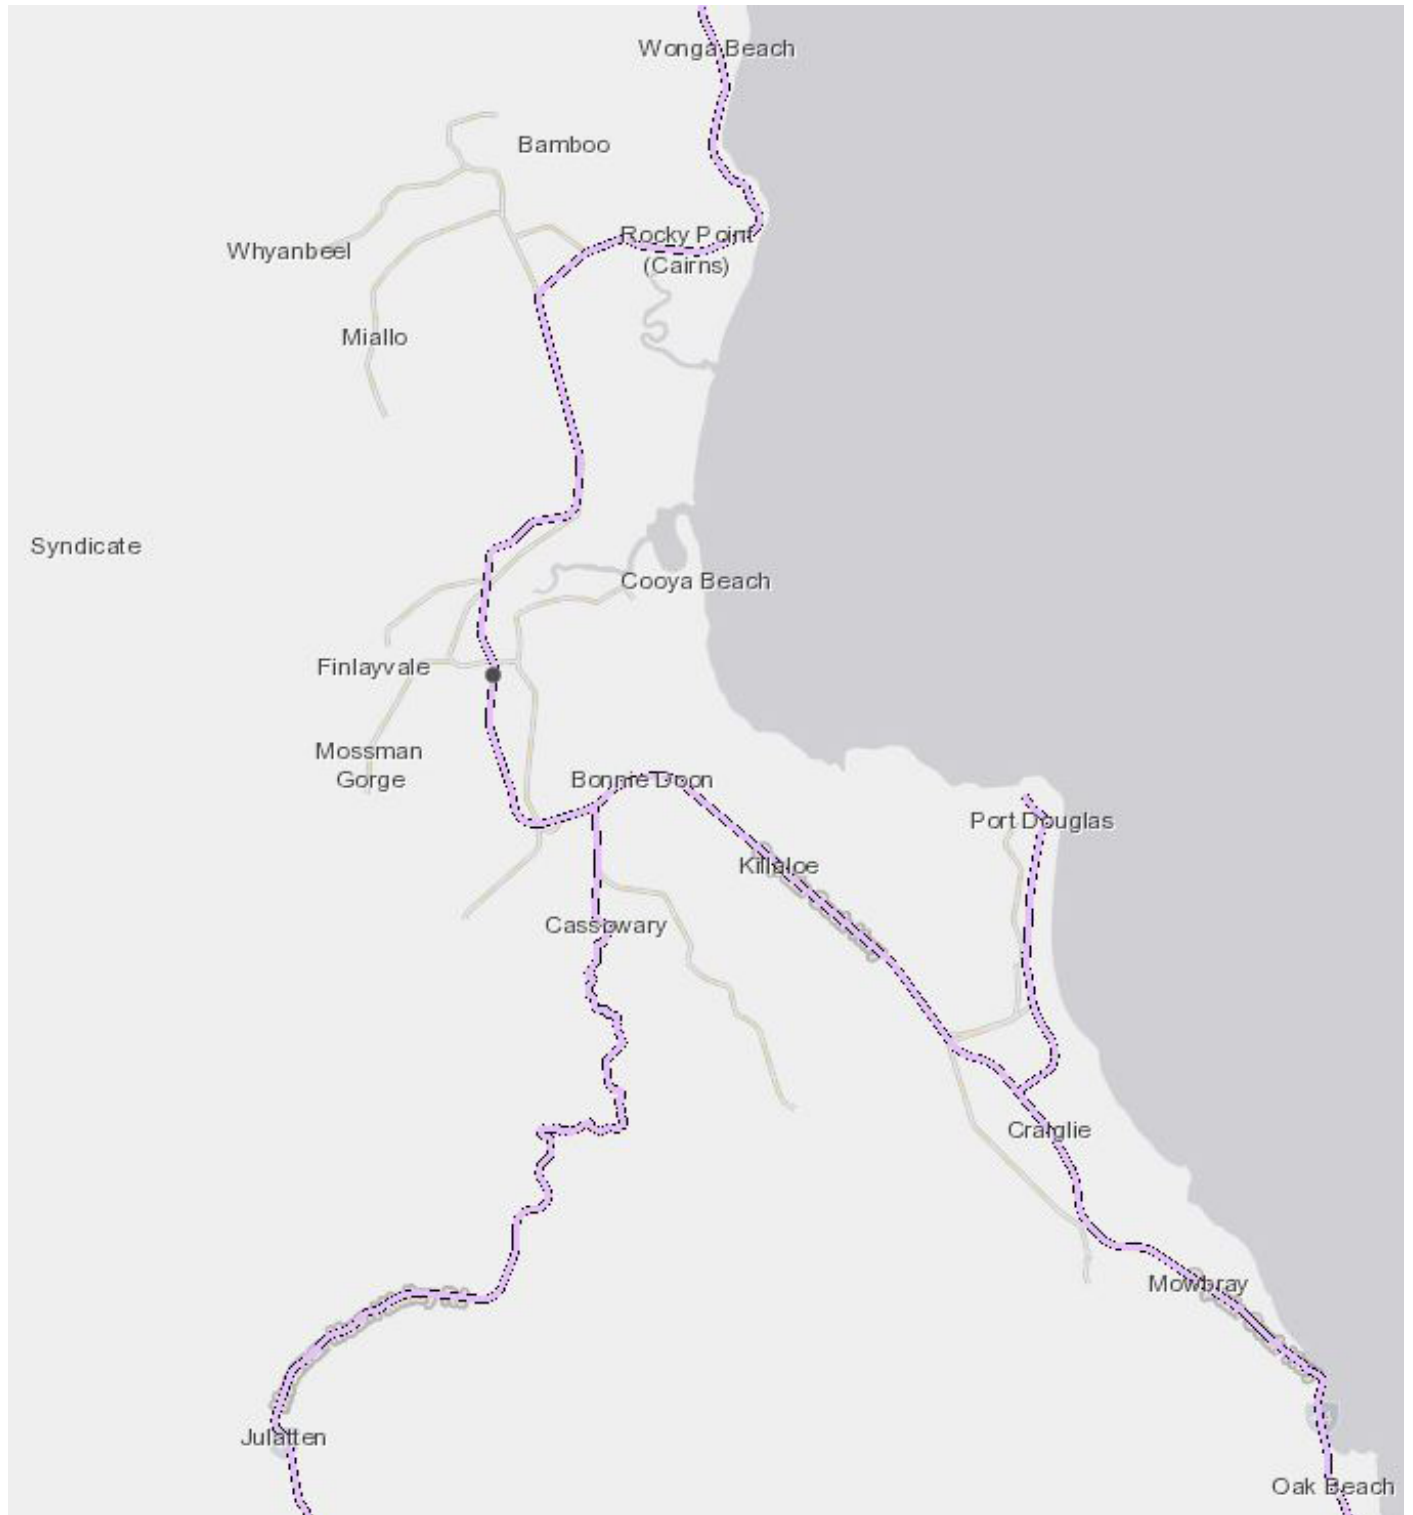 Wonga Beach
Bamboo
Rocky Point
(Cairns)
Whyanbeel
Miallo
Syndicate
Cooya Beach
Finlayvale
Mossman
Gorge
Bonnie Doon
Port Douglas
Killaloe
Cassowary
Craiglie
Mowbray
Julatten
Oak Beach